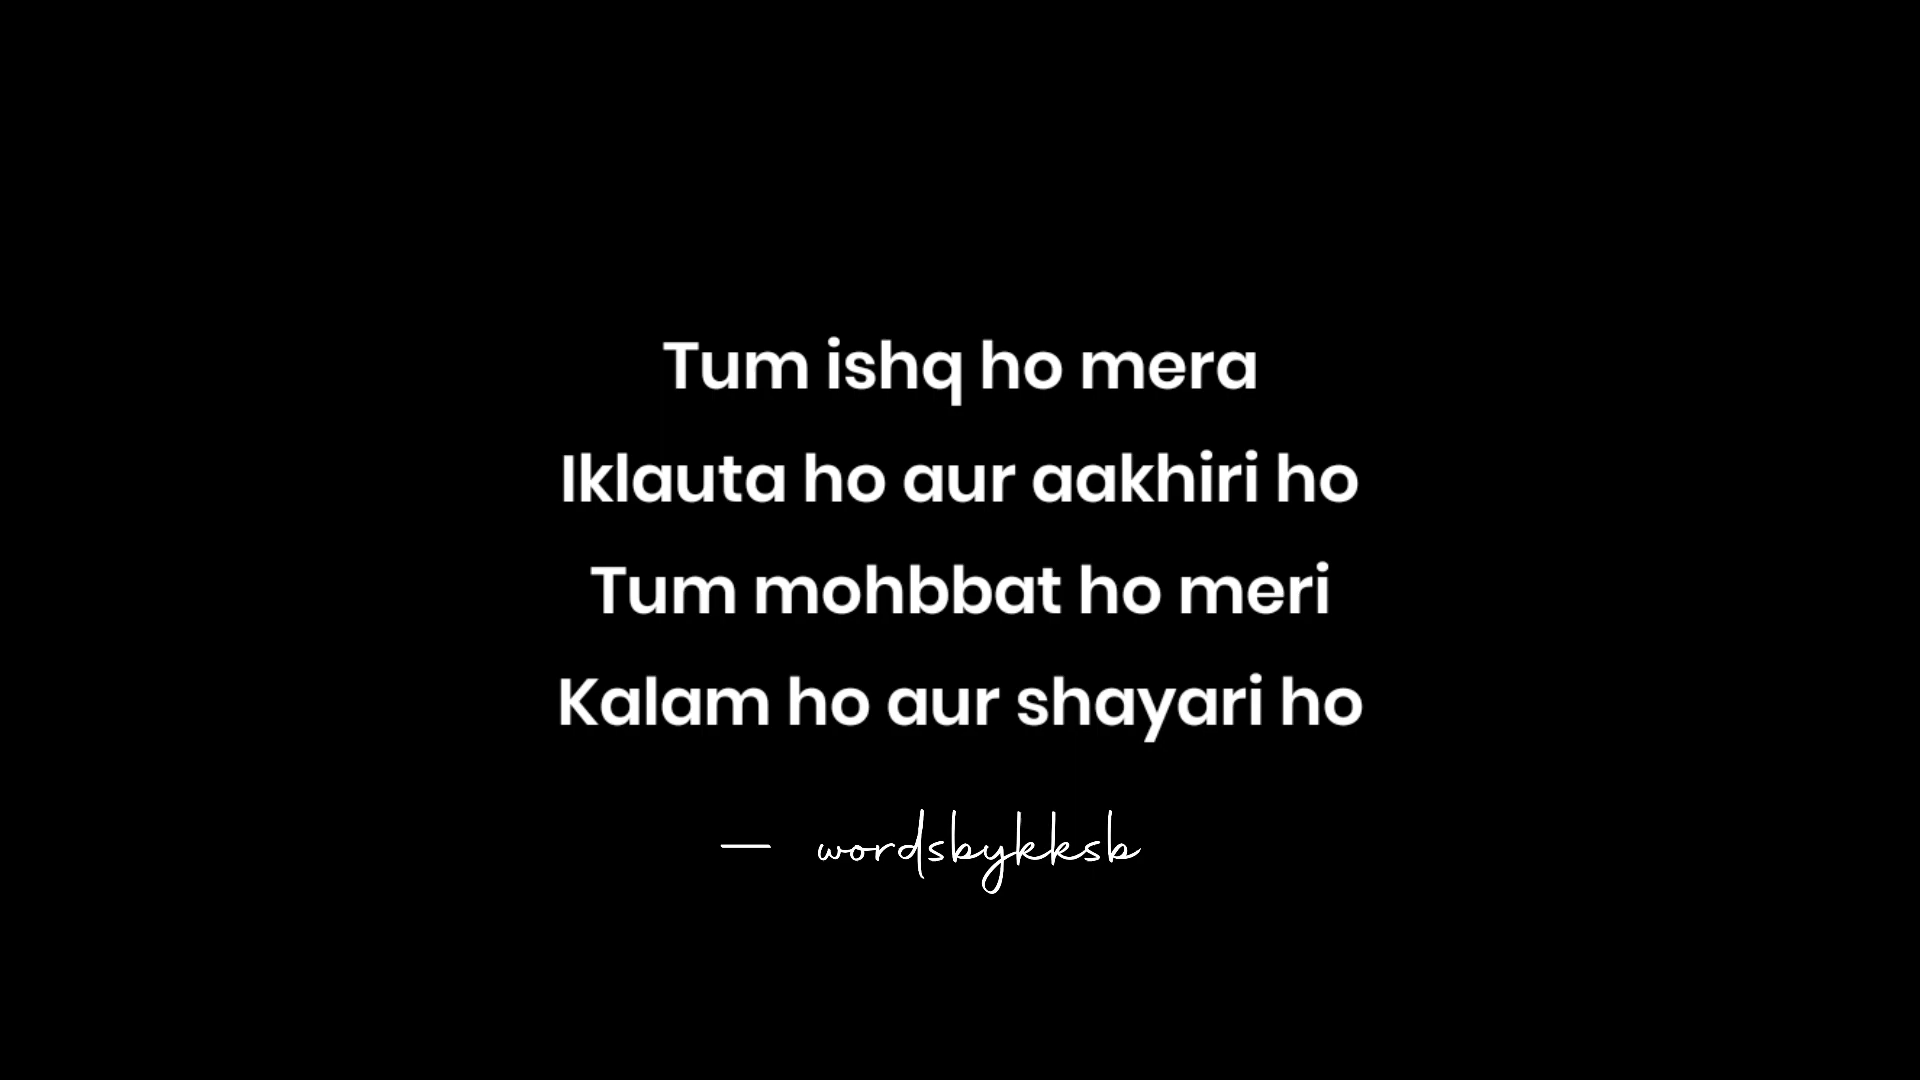 Tum ishq ho mera
Iklauta ho aur aakhiri ho
Tum mohbbat ho meri
Kalam ho aur shayari ho
— wordsbykksb